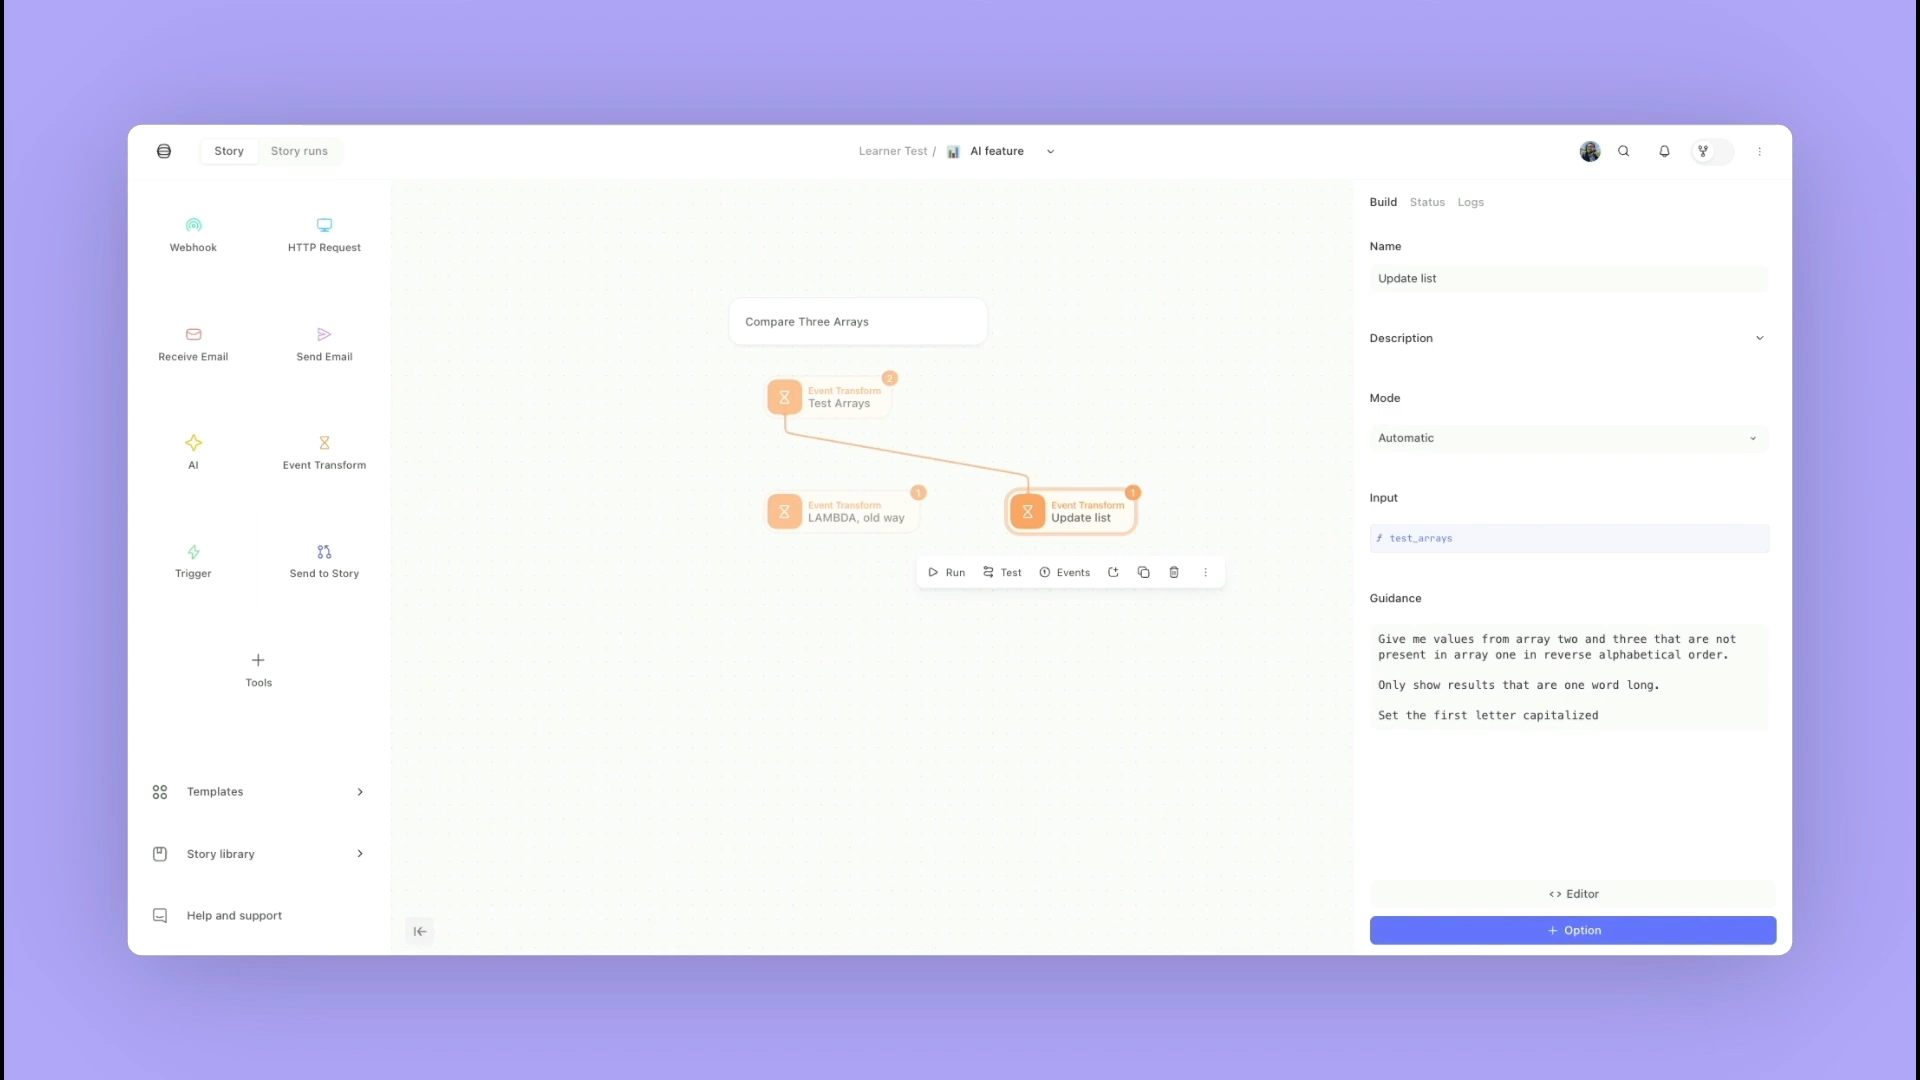 Story
Story runs
Learner Test /
AI feature
Webhook
HTTP Request
Receive Email
Send Email
AI
Event Transform
Trigger
Send to Story
Tools
Templates
Story library
Help and support
Compare Three Arrays
2
Event Transform
Test Arrays
1
Event Transform
LAMBDA, old way
1
Event Transform
Update list
Run
Test
Events
Build
Status
Logs
Name
Update list
Description
Mode
Automatic
Input
test_arrays
Guidance
Give me values from array two and three that are not
present in array one in reverse alphabetical order.
Only show results that are one word long.
Set the first letter capitalized
<> Editor
+ Option